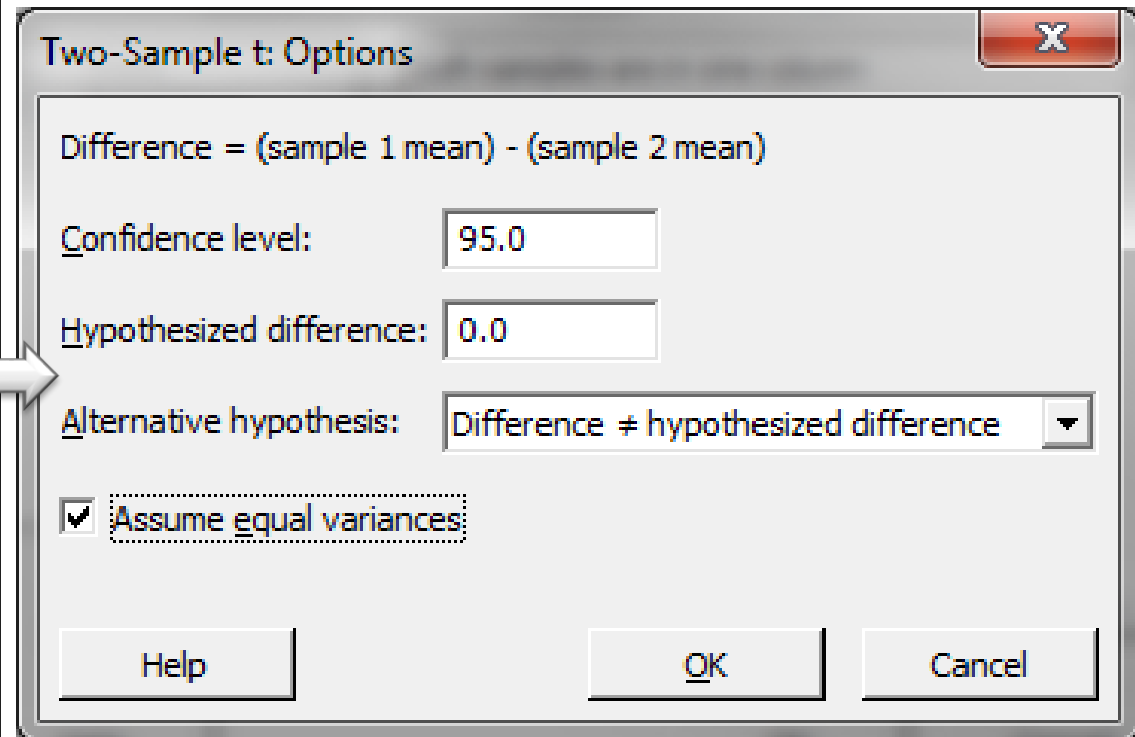 Two-Sample t: Options
Difference = (sample 1 mean) - (sample 2 mean)
Confidence level: 95.0
Hypothesized difference: 0.0
Alternative hypothesis: Difference ≠ hypothesized difference
Assume equal variances
Help OK Cancel